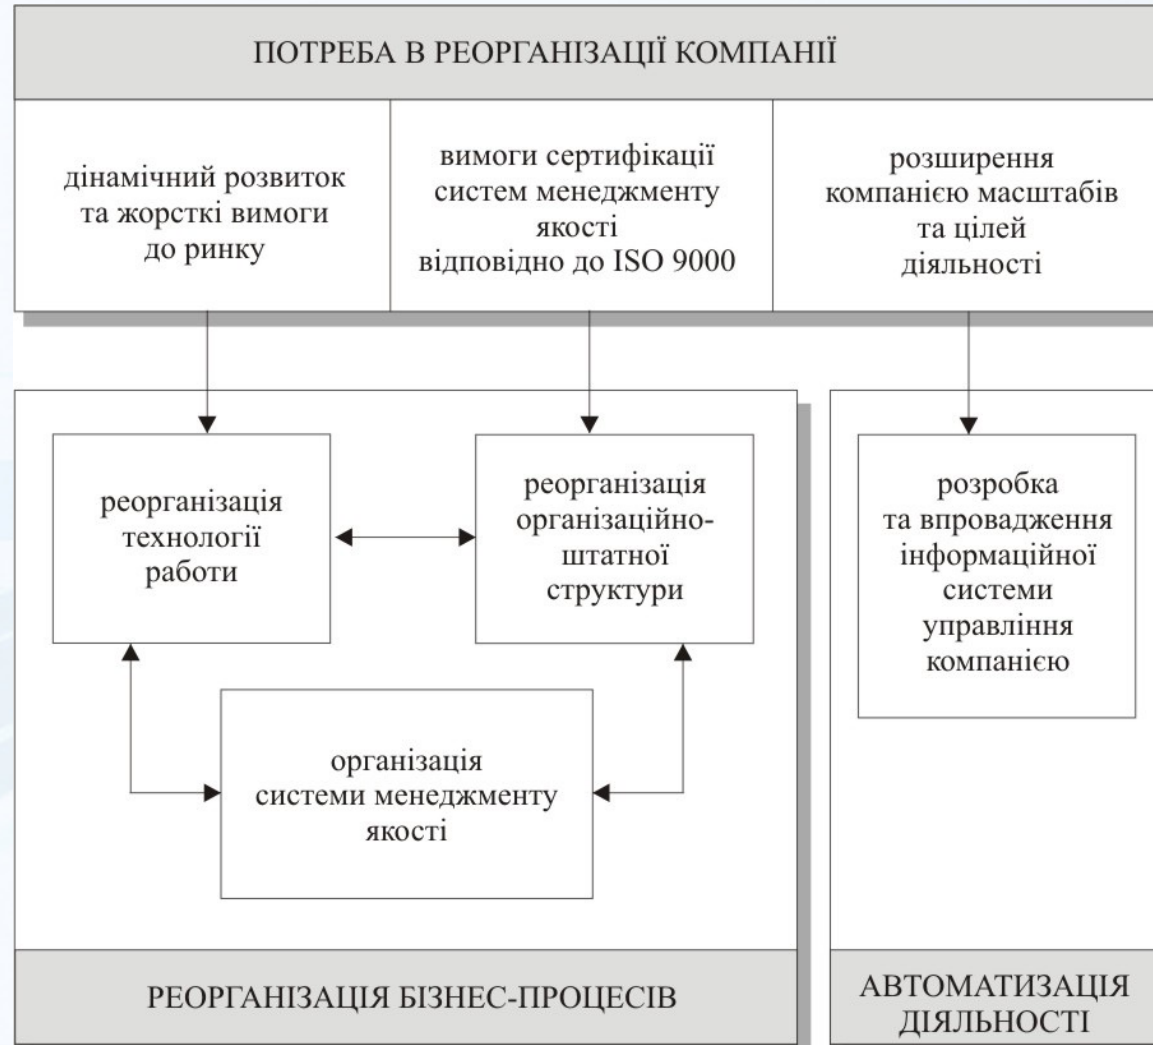 ПОТРЕБА В РЕОРГАНІЗАЦІЇ КОМПАНІЇ
дінамічний розвиток
та жорсткі вимоги
до ринку
вимоги сертифікації
систем менеджменту
якості
відповідно до ISO 9000
розширення
компанією масштабів
та цілей
діяльності
реорганізація
технології
работи
реорганізація
організаційно-
штатної
структури
організація
системи менеджменту
якості
РЕОРГАНІЗАЦІЯ БІЗНЕС-ПРОЦЕСІВ
розробка
та впровадження
інформаційної
системи
управління
компанією
АВТОМАТИЗАЦІЯ
ДІЯЛЬНОСТІ